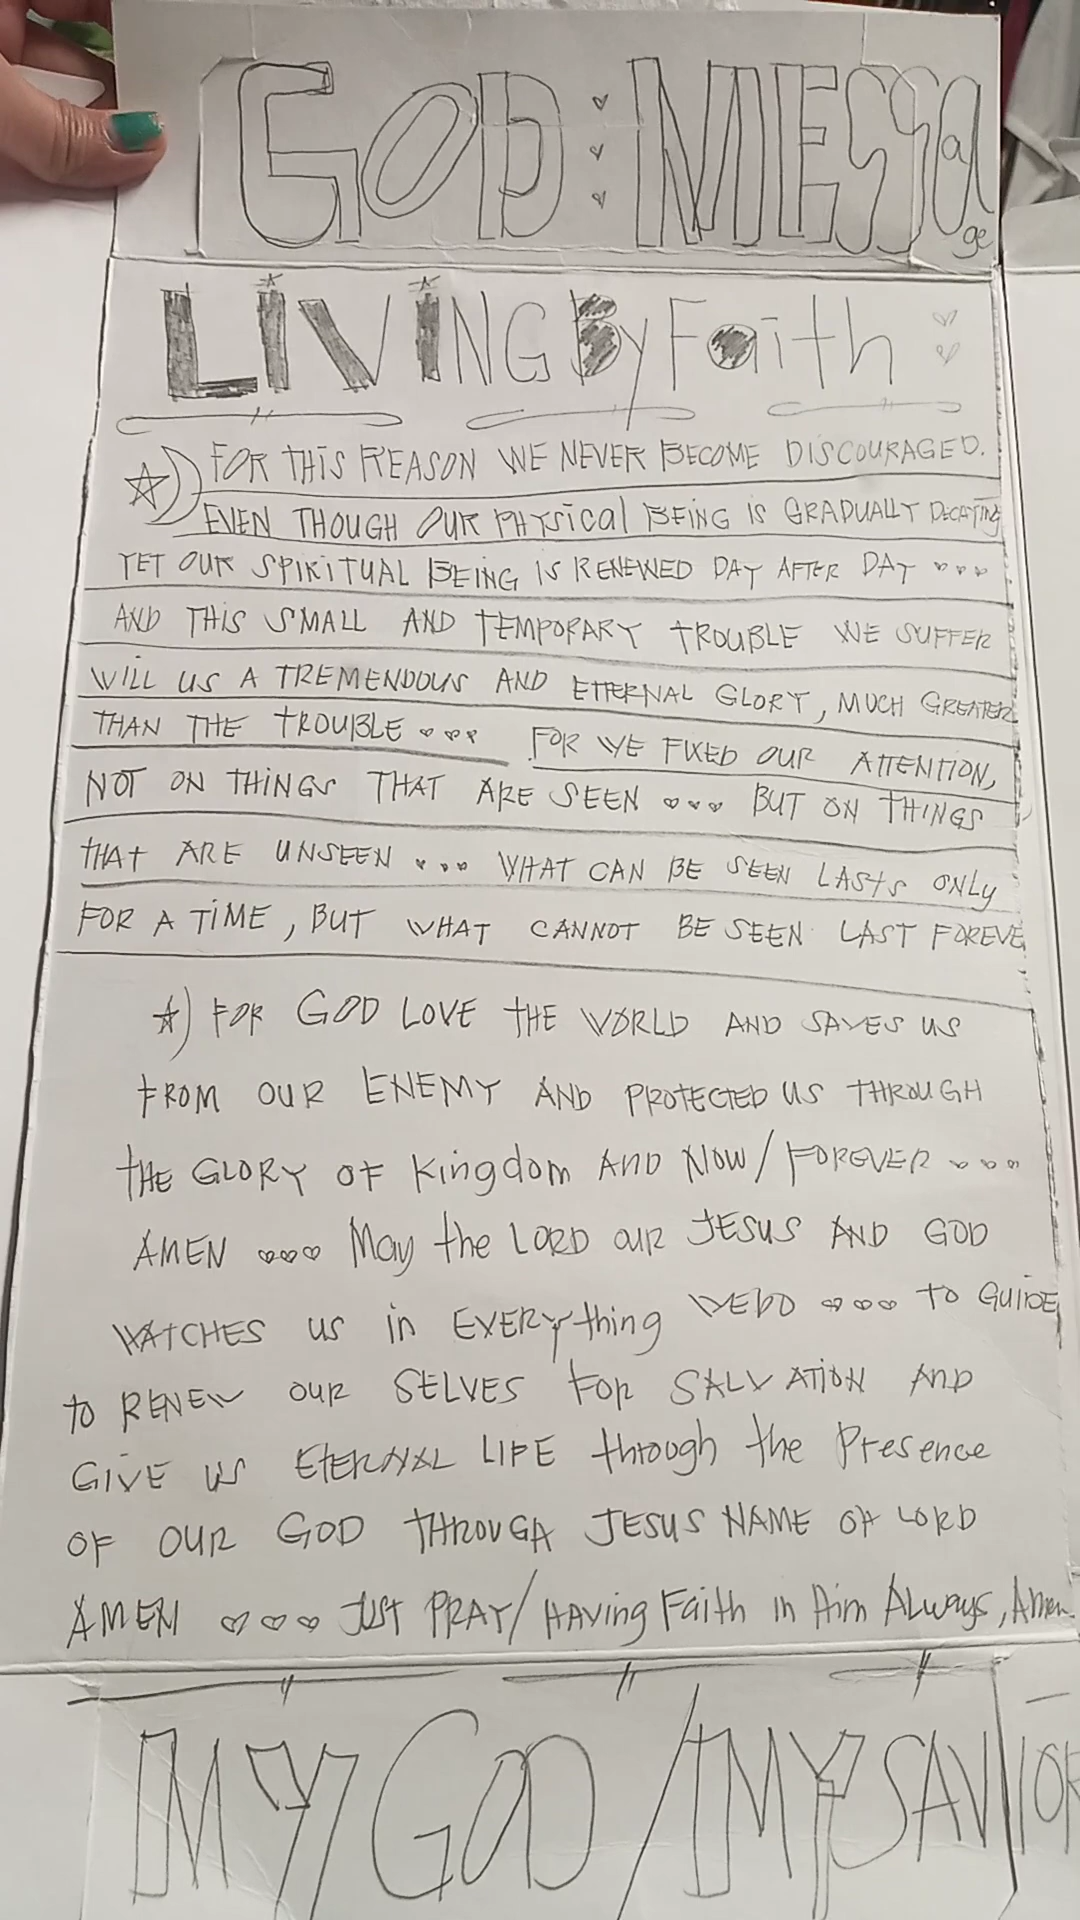 GOD: MESSAge
LiViNG By Faith
FOR THiS REASON WE NEVER BECOME DISCOURAGED.
EVEN THOUGH OUR PHYSical BEING IS GRADUALLY DECAYING
YET OUR SPIRITUAL BEING IS RENEWED DAY AFTER DAY
AND THIS SMALL AND TEMPORARY TROUBLE WE SUFFER
WILL US A TREMENDOUS AND ETERNAL GLORY, MUCH GREATER
THAN THE TROUBLE... FOR WE FIXED OUR ATTENTION,
NOT ON THINGS THAT ARE SEEN... BUT ON THINGS
THAT ARE UNSEEN... WHAT CAN BE SEEN LASTS ONLY
FOR A TiME, BUT WHAT CANNOT BE SEEN LAST FOREVE
FOR GOD LOVE THE WORLD AND SAVES US
FROM OUR ENEMY AND PROTECTED US THROUGH
THE GLORY OF Kingdom AND NOW/FOREVER....
AMEN ... May the LORD OUR JESUS AND GOD
WATCHES us in EVERYthing WEDO ... TO GUIDE
to RENEW OUR SELVES FOR SALVATiON AND
GIVE US ETERNAL LIFE through the Presence
OF OUR GOD THROUGH JESUS NAME OF LORD
AMEN ... JUST PRAY/HAVING Faith in Him ALways, Amen
MY/GOD/MY SAVIOR